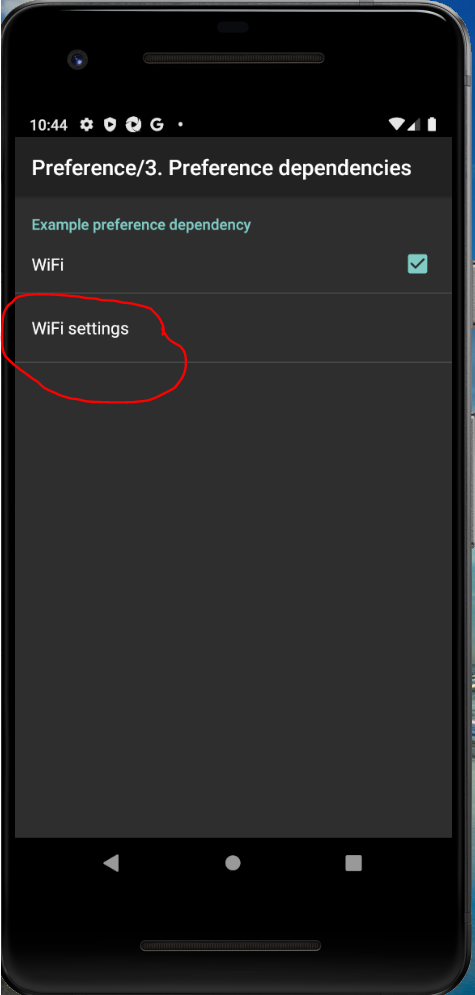 10:44
Preference/3. Preference dependencies
Example preference dependency
WiFi
WiFi settings